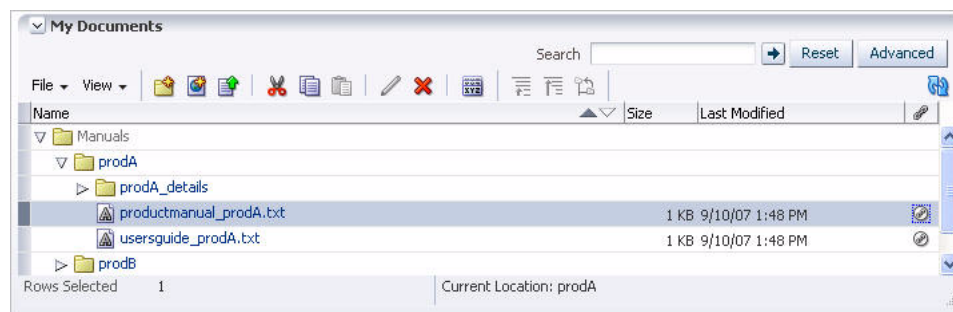 My Documents
Search Reset Advanced
File View
Name Size Last Modified
Manuals
prodA
prodA_details
productmanual_prodA.txt 1 KB 9/10/07 1:48 PM
usersguide_prodA.txt 1 KB 9/10/07 1:48 PM
prodB
Rows Selected 1 Current Location: prodA